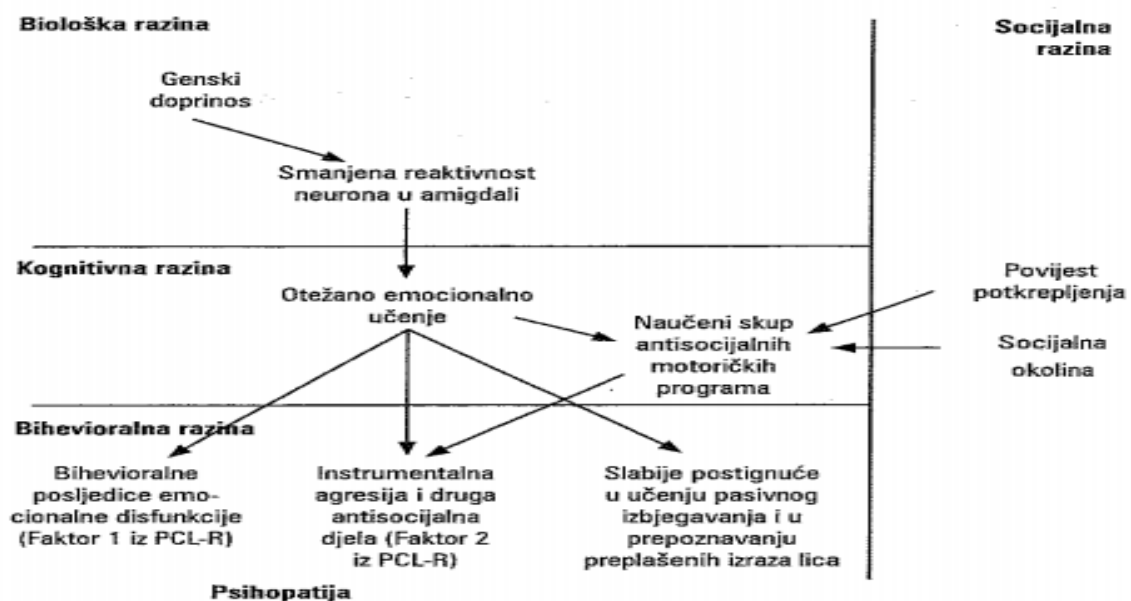 Biološka razina
Socijalna
razina
Genski
doprinos
Smanjena reaktivnost
neurona u amigdali
Kognitivna razina
Otežano emocionalno
učenje
Naučeni skup
antisocijalnih
motoričkih
programa
Povijest
potkrepljenja
Socijalna
okolina
Bihevioralna razina
Bihevioralne
posljedice emo-
cionalne disfunkcije
(Faktor 1 iz PCL-R)
Instrumentalna
agresija i druga
antisocijalna
djela (Faktor 2
iz PCL-R)
Slabije postignuće
u učenju pasivnog
izbjegavanja i u
prepoznavanju
preplašenih izraza lica
Psihopatija